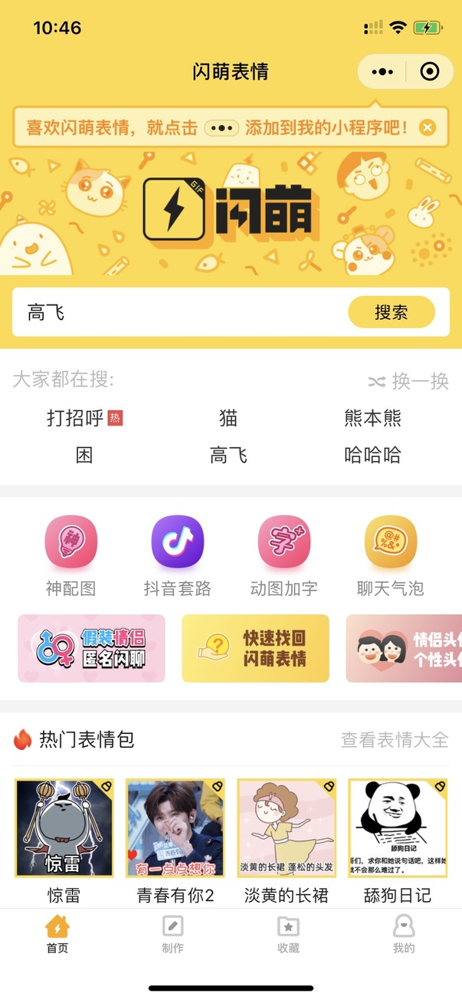 10:46
闪萌表情
喜欢闪萌表情，就点击 ••• 添加到我的小程序吧！
GIF
闪萌
高飞
搜索
大家都在搜:
换一换
打招呼 热
猫
熊本熊
困
高飞
哈哈哈
神
字
@#
%&
神配图
抖音套路
动图加字
聊天气泡
假装情侣
匿名闪聊
快速找回
闪萌表情
情侣头
个性头
热门表情包
查看表情大全
惊雷
有一点点想你
淡黄的长裙 蓬松的头发
舔狗日记
哥们，求你和她说句话吧，这样她
就不会那么难过了。
惊雷
青春有你2
淡黄的长裙
舔狗日记
首页
制作
收藏
我的